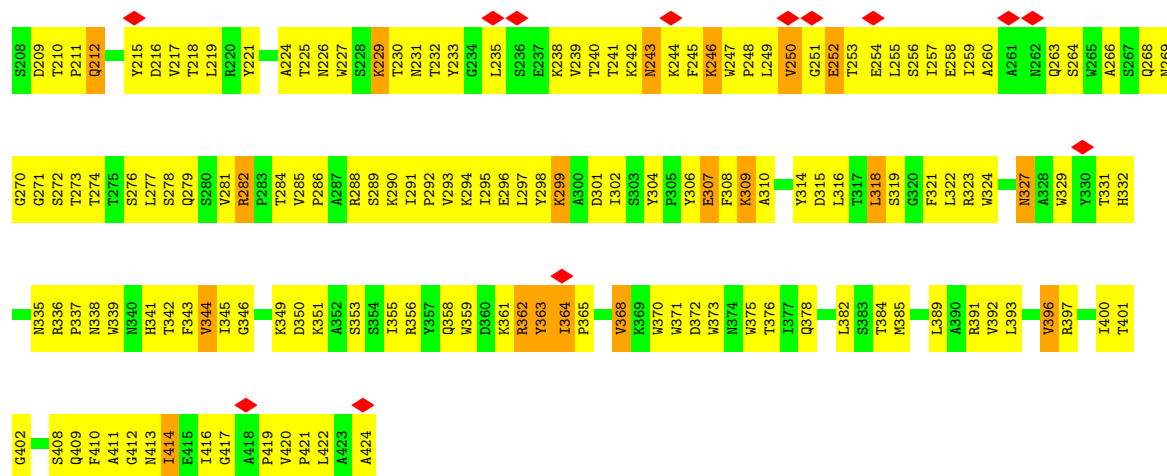 S208 D209 T210 P211 Q212 Y215 D216 V217 T218 L219 R220 Y221 A224 T225 N226 W227 S228 K229 T230 N231 T232 Y233 G234 L235 S236 E237 K238 V239 T240 T241 K242 N243 K244 F245 K246 W247 P248 L249 V250 G251 E252 T253 E254 L255 S256 I257 E258 I259 A260 A261 N262 Q263 S264 W265 A266 S267 Q268 N269
G270 G271 S272 T273 T274 T275 S276 L277 S278 Q279 S280 V281 R282 P283 T284 V285 P286 A287 R288 S289 K290 I291 P292 V293 K294 I295 E296 L297 Y298 K299 A300 D301 I302 S303 Y304 P305 Y306 E307 F308 K309 A310 Y314 D315 L316 T317 L318 S319 G320 F321 L322 R323 W324 N327 A328 W329 Y330 T331 H332
N335 R336 P337 N338 W339 N340 H341 T342 F343 V344 I345 G346 K349 D350 K351 A352 S353 S354 I355 R356 Y357 Q358 W359 D360 K361 R362 Y363 I364 P365 V368 K369 W370 W371 D372 W373 N374 W375 T376 I377 Q378 L382 S383 T384 M385 L389 A390 R391 V392 L393 V396 R397 I400 T401
G402 S408 Q409 F410 A411 G412 N413 I414 E415 I416 G417 A418 P419 V420 P421 L422 A423 A424